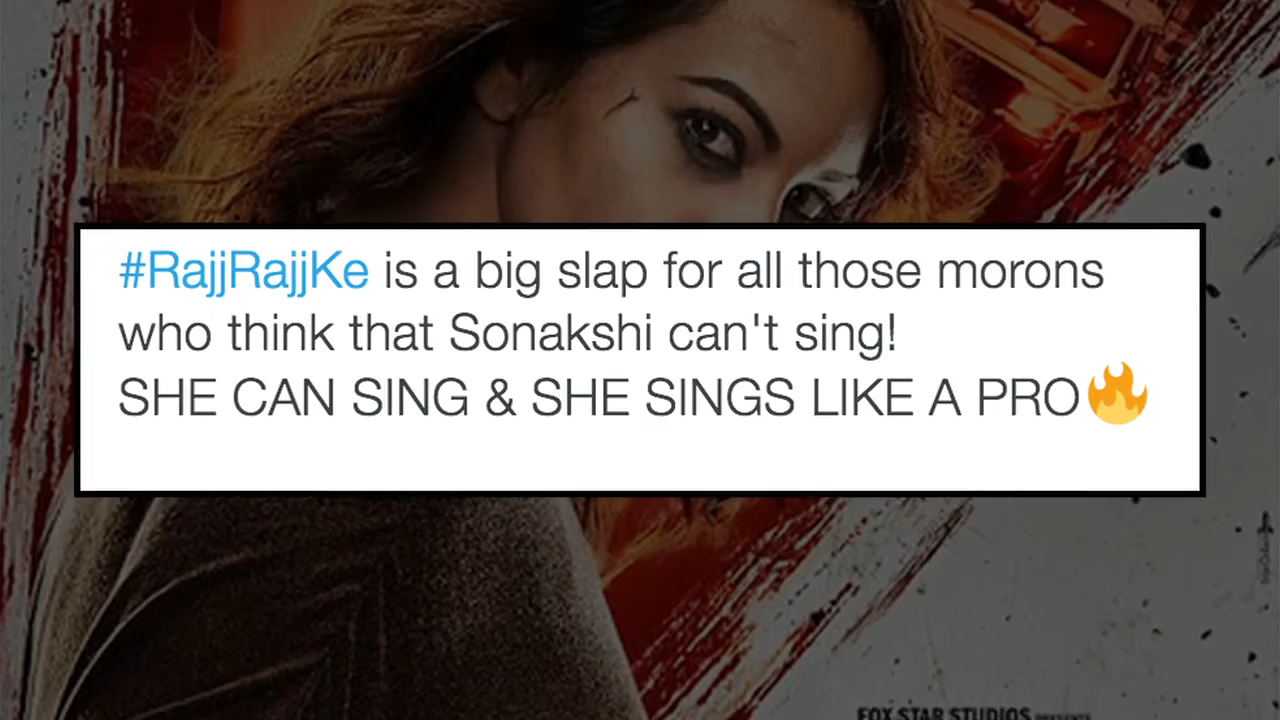 #RajjRajjKe is a big slap for all those morons
who think that Sonakshi can't sing!
SHE CAN SING & SHE SINGS LIKE A PRO🔥
FOX STAR STUDIOS PRESENTS